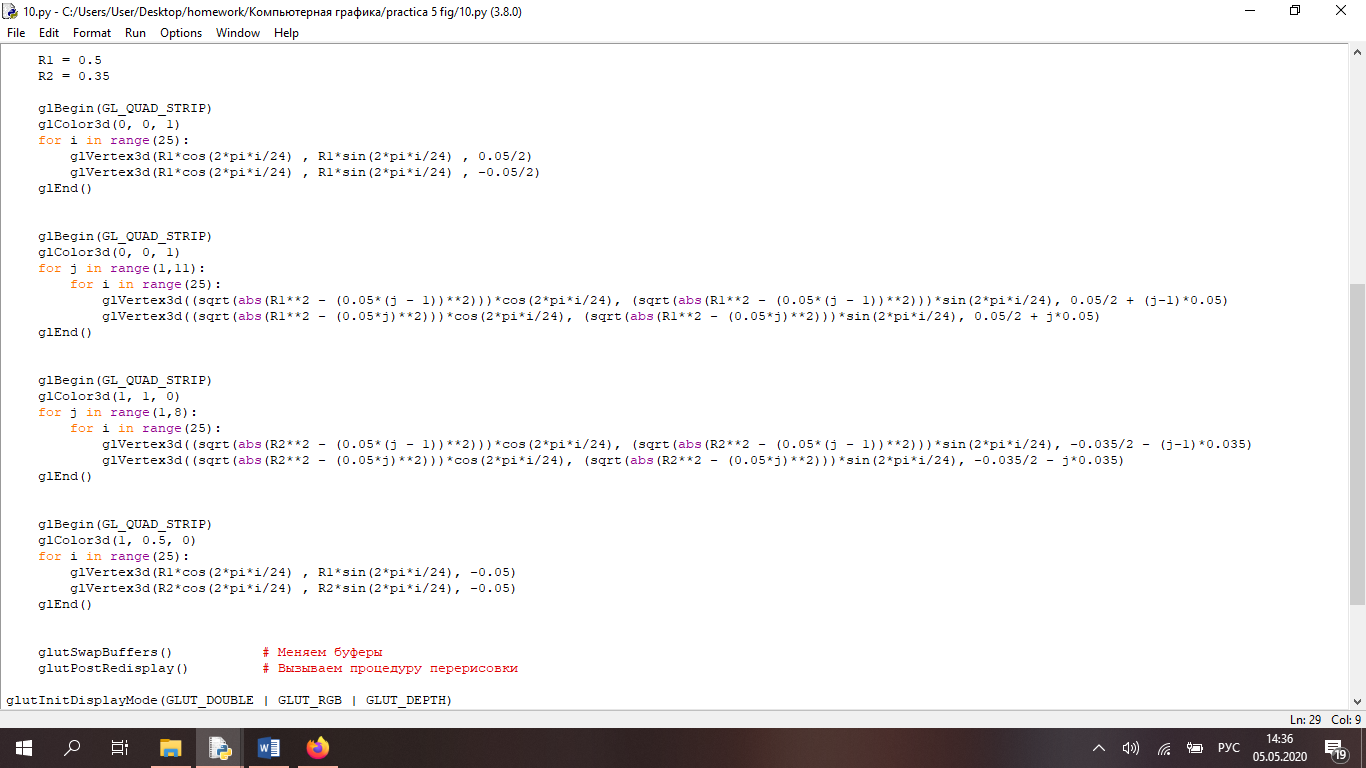 10.py - C:/Users/User/Desktop/homework/Компьютерная графика/practica 5 fig/10.py (3.8.0)
File Edit Format Run Options Window Help
R1 = 0.5
R2 = 0.35
glBegin(GL_QUAD_STRIP)
glColor3d(0, 0, 1)
for i in range(25):
glVertex3d(R1*cos(2*pi*i/24) , R1*sin(2*pi*i/24) , 0.05/2)
glVertex3d(R1*cos(2*pi*i/24) , R1*sin(2*pi*i/24) , -0.05/2)
glEnd()
glBegin(GL_QUAD_STRIP)
glColor3d(0, 0, 1)
for j in range(1,11):
for i in range(25):
glVertex3d((sqrt(abs(R1**2 - (0.05*(j - 1))**2)))*cos(2*pi*i/24), (sqrt(abs(R1**2 - (0.05*(j - 1))**2)))*sin(2*pi*i/24), 0.05/2 + (j-1)*0.05)
glVertex3d((sqrt(abs(R1**2 - (0.05*j)**2)))*cos(2*pi*i/24), (sqrt(abs(R1**2 - (0.05*j)**2)))*sin(2*pi*i/24), 0.05/2 + j*0.05)
glEnd()
glBegin(GL_QUAD_STRIP)
glColor3d(1, 1, 0)
for j in range(1,8):
for i in range(25):
glVertex3d((sqrt(abs(R2**2 - (0.05*(j - 1))**2)))*cos(2*pi*i/24), (sqrt(abs(R2**2 - (0.05*(j - 1))**2)))*sin(2*pi*i/24), -0.035/2 - (j-1)*0.035)
glVertex3d((sqrt(abs(R2**2 - (0.05*j)**2)))*cos(2*pi*i/24), (sqrt(abs(R2**2 - (0.05*j)**2)))*sin(2*pi*i/24), -0.035/2 - j*0.035)
glEnd()
glBegin(GL_QUAD_STRIP)
glColor3d(1, 0.5, 0)
for i in range(25):
glVertex3d(R1*cos(2*pi*i/24) , R1*sin(2*pi*i/24), -0.05)
glVertex3d(R2*cos(2*pi*i/24) , R2*sin(2*pi*i/24), -0.05)
glEnd()
glutSwapBuffers() # Меняем буферы
glutPostRedisplay() # Вызываем процедуру перерисовки
glutInitDisplayMode(GLUT_DOUBLE | GLUT_RGB | GLUT_DEPTH)
Ln: 29 Col: 9
РУС
14:36
05.05.2020
19